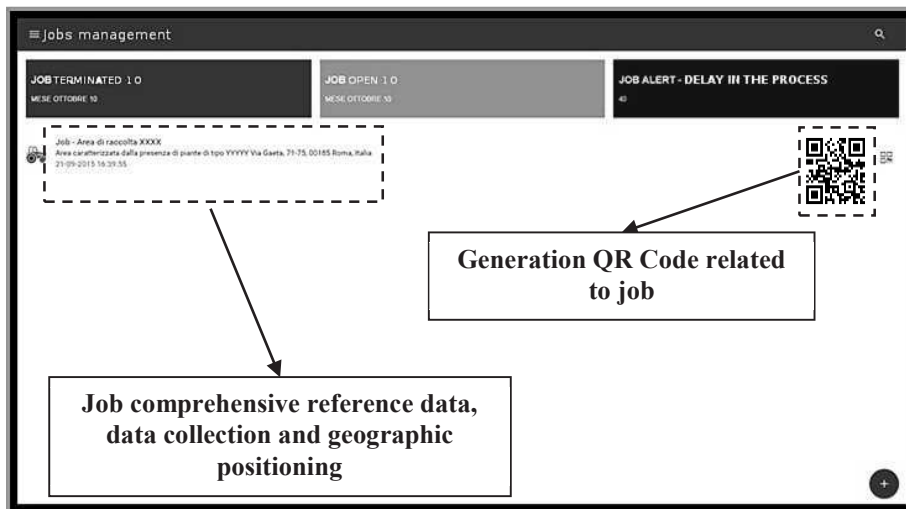 Jobs management
JOB TERMINATED 10
MESE OTTOBRE 10
JOB OPEN 10
MESE OTTOBRE 10
JOB ALERT - DELAY IN THE PROCESS
40
Job - Area di raccolta XXXX
Area caratterizzata dalla presenza di piante di tipo YYYYY Via Gaeta, 71-75, 00185 Roma, Italia
21-09-2015 16:39:55
Generation QR Code related
to job
Job comprehensive reference data,
data collection and geographic
positioning
+